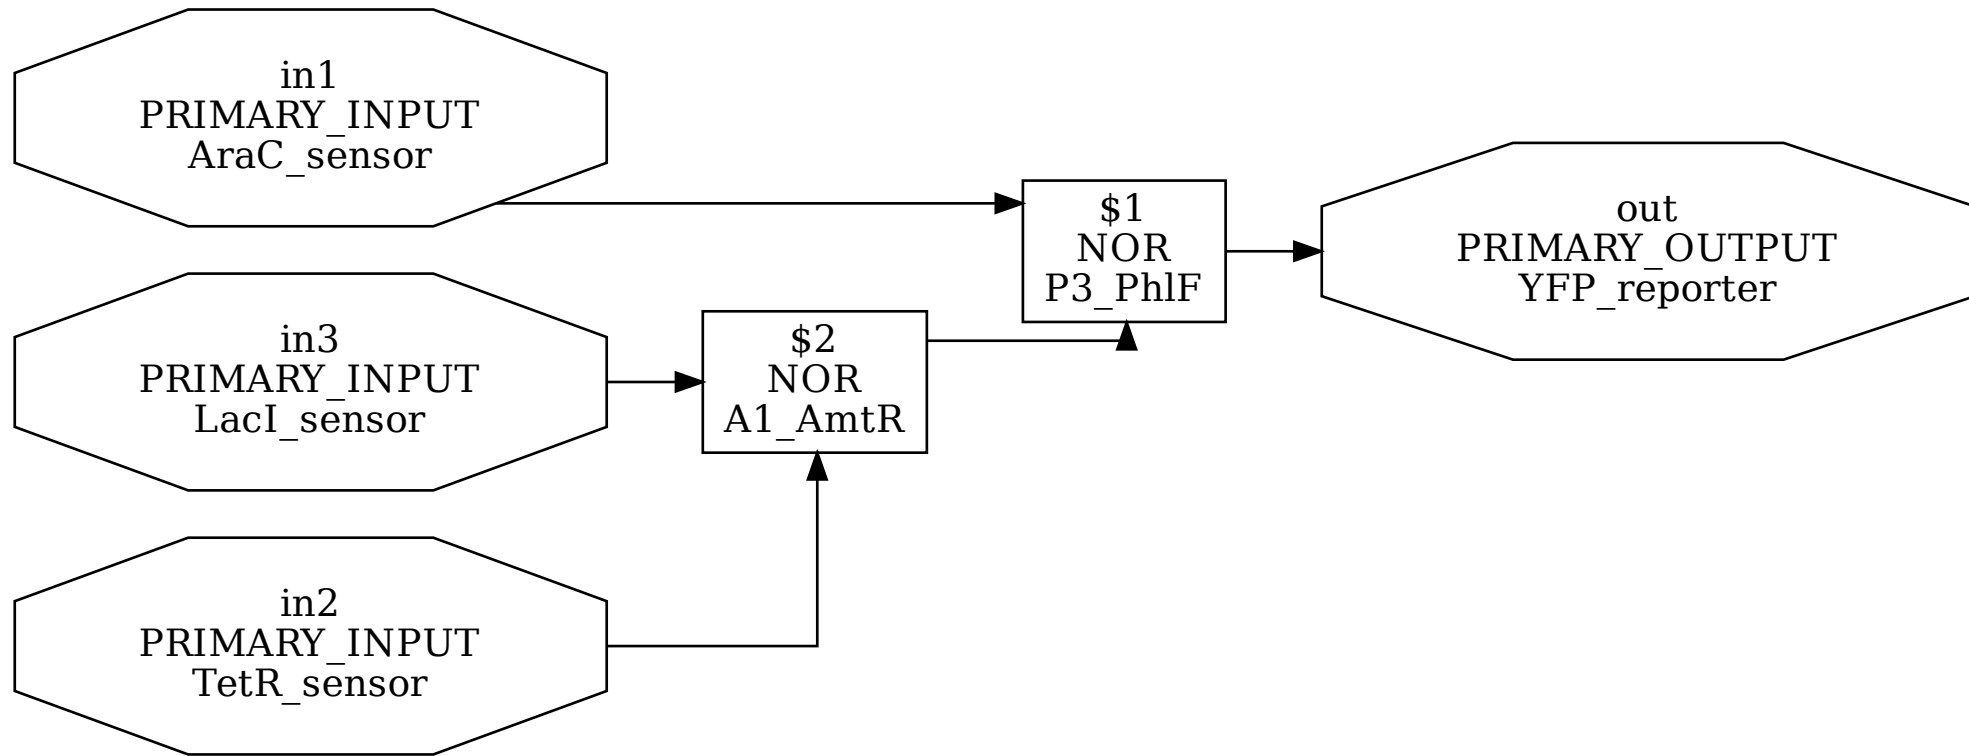 in1
PRIMARY_INPUT
AraC_sensor
$1
NOR
P3_PhlF
out
PRIMARY_OUTPUT
YFP_reporter
in3
PRIMARY_INPUT
LacI_sensor
$2
NOR
A1_AmtR
in2
PRIMARY_INPUT
TetR_sensor